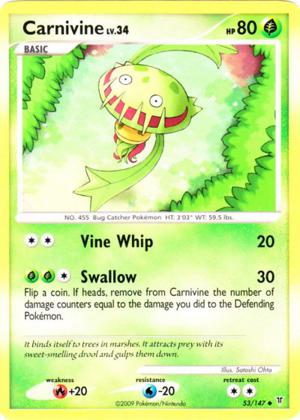 Carnivine LV.34 HP 80
BASIC
NO. 455 Bug Catcher Pokémon HT: 3'03" WT: 59.5 lbs.
Vine Whip 20
Swallow 30
Flip a coin. If heads, remove from Carnivine the number of
damage counters equal to the damage you did to the Defending
Pokémon.
It binds itself to trees in marshes. It attracts prey with its
sweet-smelling drool and gulps them down.
Illus. Satoshi Ohta
weakness resistance retreat cost
+20 -20
©2009 Pokémon/Nintendo 53/147